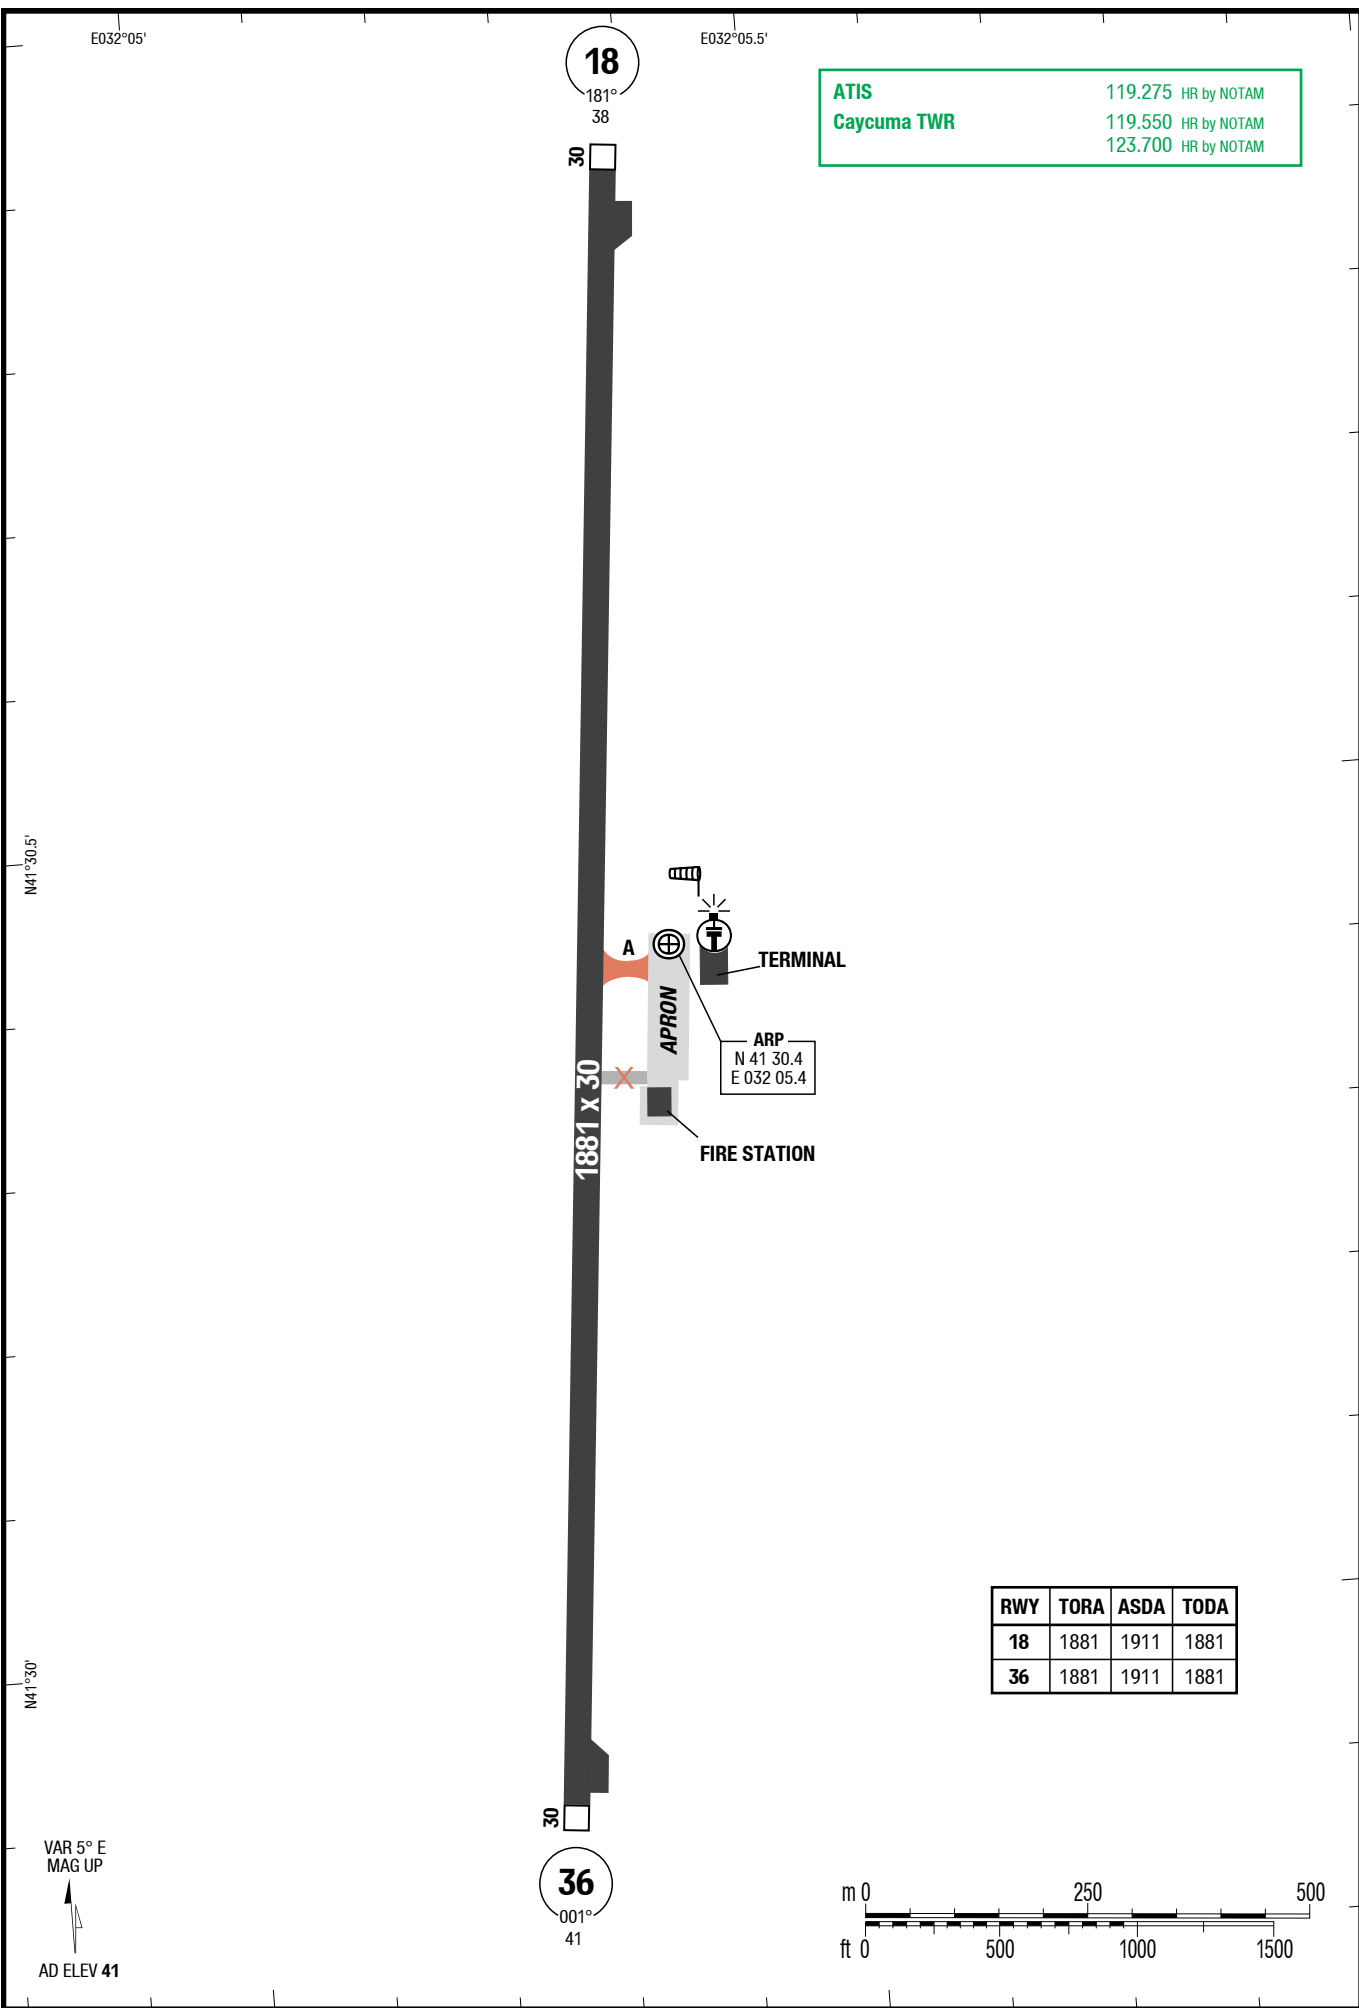 E032°05'
E032°05.5'
18
181°
38
30
ATIS 119.275 HR by NOTAM
Caycuma TWR 119.550 HR by NOTAM
123.700 HR by NOTAM
N41°30.5'
A
TERMINAL
APRON
ARP
N 41 30.4
E 032 05.4
1881 x 30
FIRE STATION
RWY TORA ASDA TODA
18 1881 1911 1881
36 1881 1911 1881
N41°30'
30
36
001°
41
VAR 5° E
MAG UP
AD ELEV 41
m 0 250 500
ft 0 500 1000 1500